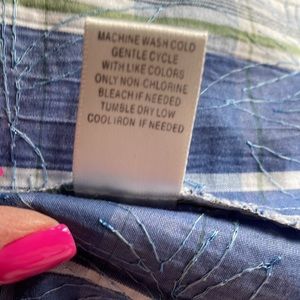 MACHINE WASH COLD
GENTLE CYCLE
WITH LIKE COLORS
ONLY NON-CHLORINE
BLEACH IF NEEDED
TUMBLE DRY LOW
COOL IRON IF NEEDED